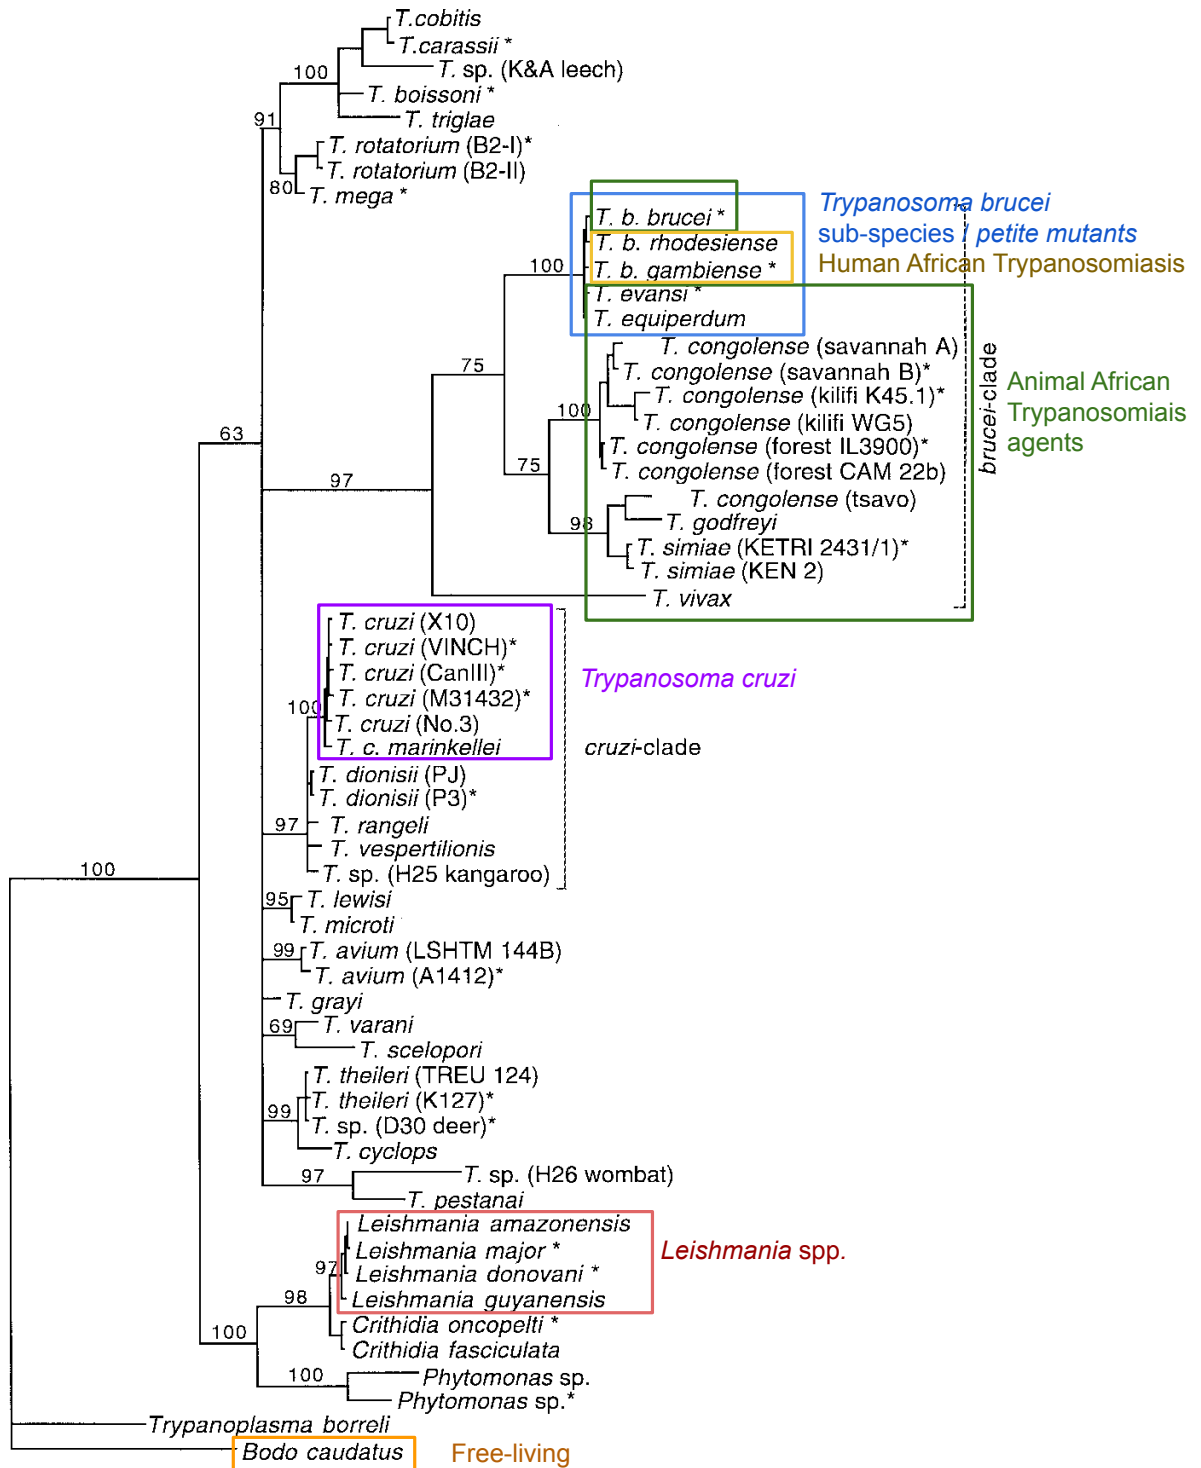 T.cobitis
T.carassii *
T. sp. (K&A leech)
100
T. boissoni *
T. triglae
91
T. rotatorium (B2-I)*
T. rotatorium (B2-II)
80
T. mega *
T. b. brucei *
T. b. rhodesiense
T. b. gambiense *
100
T. evansi *
T. equiperdum
Trypanosoma brucei
sub-species / petite mutants
Human African Trypanosomiasis
75
T. congolense (savannah A)
T. congolense (savannah B)*
T. congolense (kilifi K45.1)*
100
T. congolense (kilifi WG5)
T. congolense (forest IL3900)*
T. congolense (forest CAM 22b)
brucei-clade
Animal African
Trypanosomiais
agents
63
75
97
T. congolense (tsavo)
T. godfreyi
98
T. simiae (KETRI 2431/1)*
T. simiae (KEN 2)
T. vivax
T. cruzi (X10)
T. cruzi (VINCH)*
T. cruzi (CanIII)*
T. cruzi (M31432)*
100
T. cruzi (No.3)
T. c. marinkellei
Trypanosoma cruzi
cruzi-clade
T. dionisii (PJ)
T. dionisii (P3)*
97
T. rangeli
T. vespertilionis
T. sp. (H25 kangaroo)
100
95
T. lewisi
T. microti
99
T. avium (LSHTM 144B)
T. avium (A1412)*
T. grayi
69
T. varani
T. scelopori
T. theileri (TREU 124)
T. theileri (K127)*
99
T. sp. (D30 deer)*
T. cyclops
97
T. sp. (H26 wombat)
T. pestanai
Leishmania amazonensis
Leishmania major *
97
Leishmania donovani *
Leishmania guyanensis
Leishmania spp.
98
Crithidia oncopelti *
Crithidia fasciculata
100
100
Phytomonas sp.
Phytomonas sp.*
Trypanoplasma borreli
Bodo caudatus
Free-living